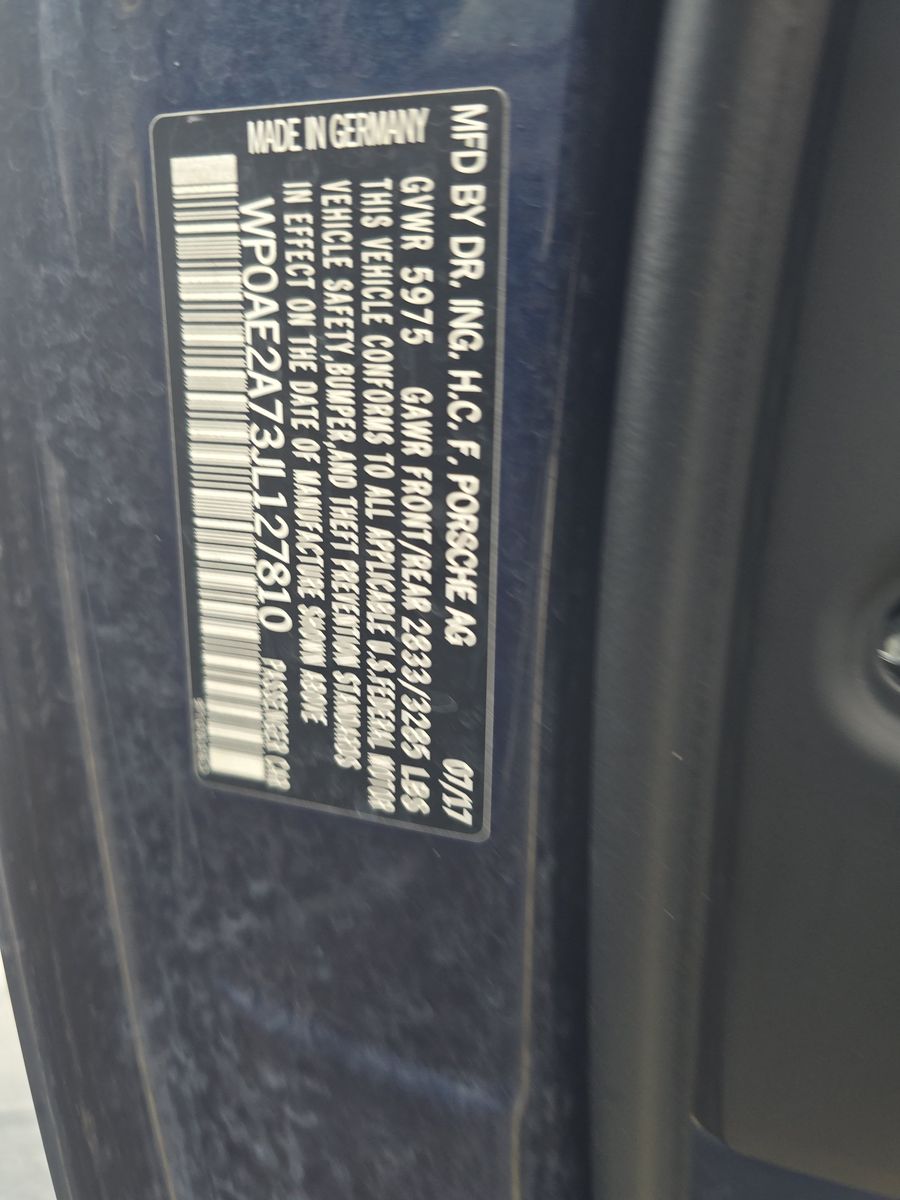 MFD BY DR. ING. H.C. F. PORSCHE AG 07/17
GVWR 5975 GAWR FRONT/REAR 2833/3295 LBS
THIS VEHICLE CONFORMS TO ALL APPLICABLE U.S. FEDERAL MOTOR
VEHICLE SAFETY, BUMPER, AND THEFT PREVENTION STANDARDS
IN EFFECT ON THE DATE OF MANUFACTURE SHOWN ABOVE
MADE IN GERMANY
WP0AE2A73JL127810 PASSENGER CAR